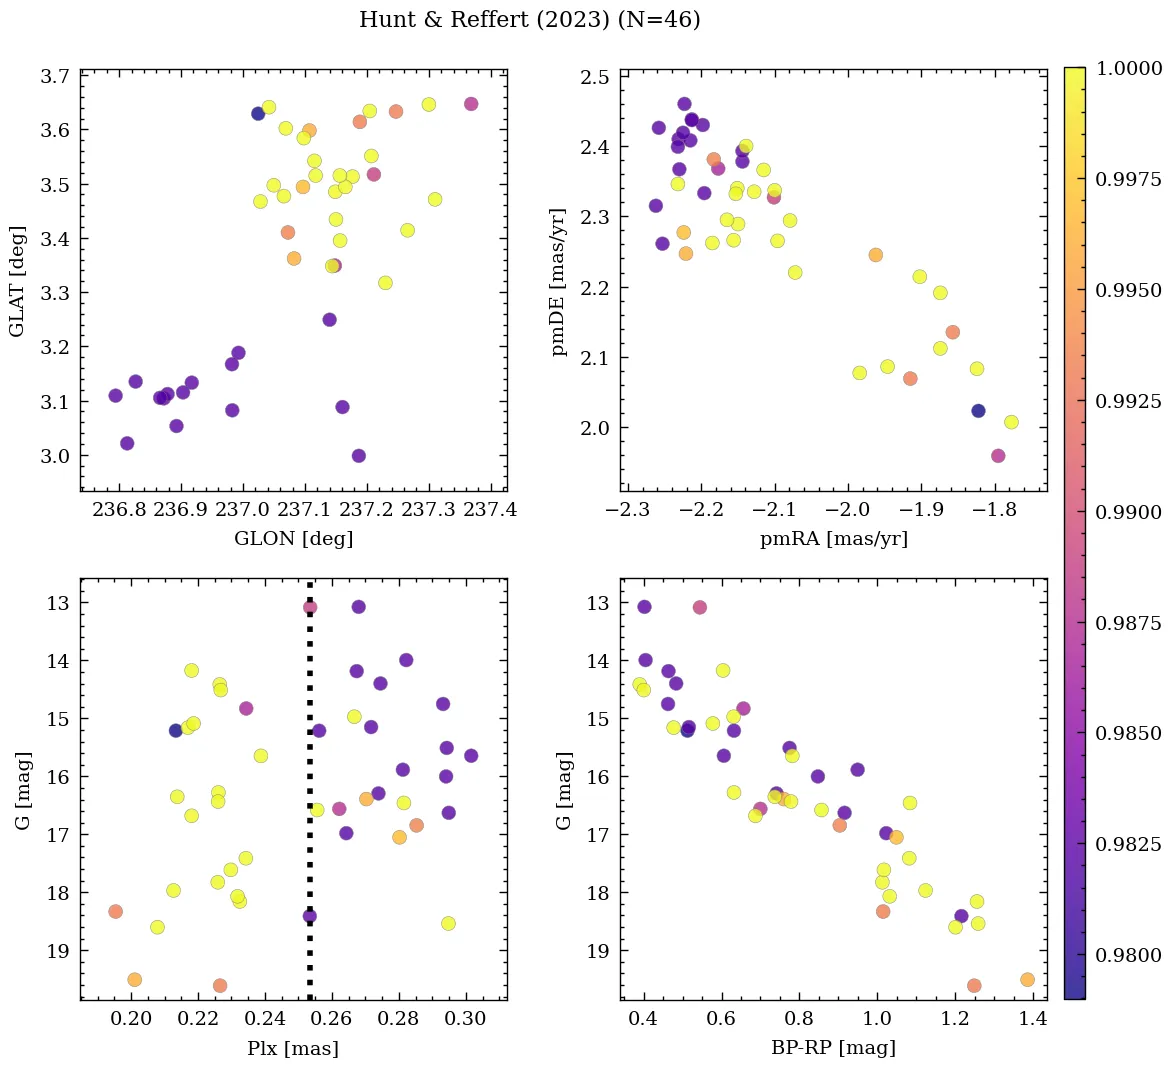 Hunt & Reffert (2023) (N=46)
3.7
3.6
3.5
3.4
3.3
3.2
3.1
3.0
GLAT [deg]
236.8 236.9 237.0 237.1 237.2 237.3 237.4
GLON [deg]
2.5
2.4
2.3
2.2
2.1
2.0
pmDE [mas/yr]
−2.3 −2.2 −2.1 −2.0 −1.9 −1.8
pmRA [mas/yr]
1.0000
0.9975
0.9950
0.9925
0.9900
0.9875
0.9850
0.9825
0.9800
13
14
15
16
17
18
19
G [mag]
0.20 0.22 0.24 0.26 0.28 0.30
Plx [mas]
13
14
15
16
17
18
19
G [mag]
0.4 0.6 0.8 1.0 1.2 1.4
BP-RP [mag]